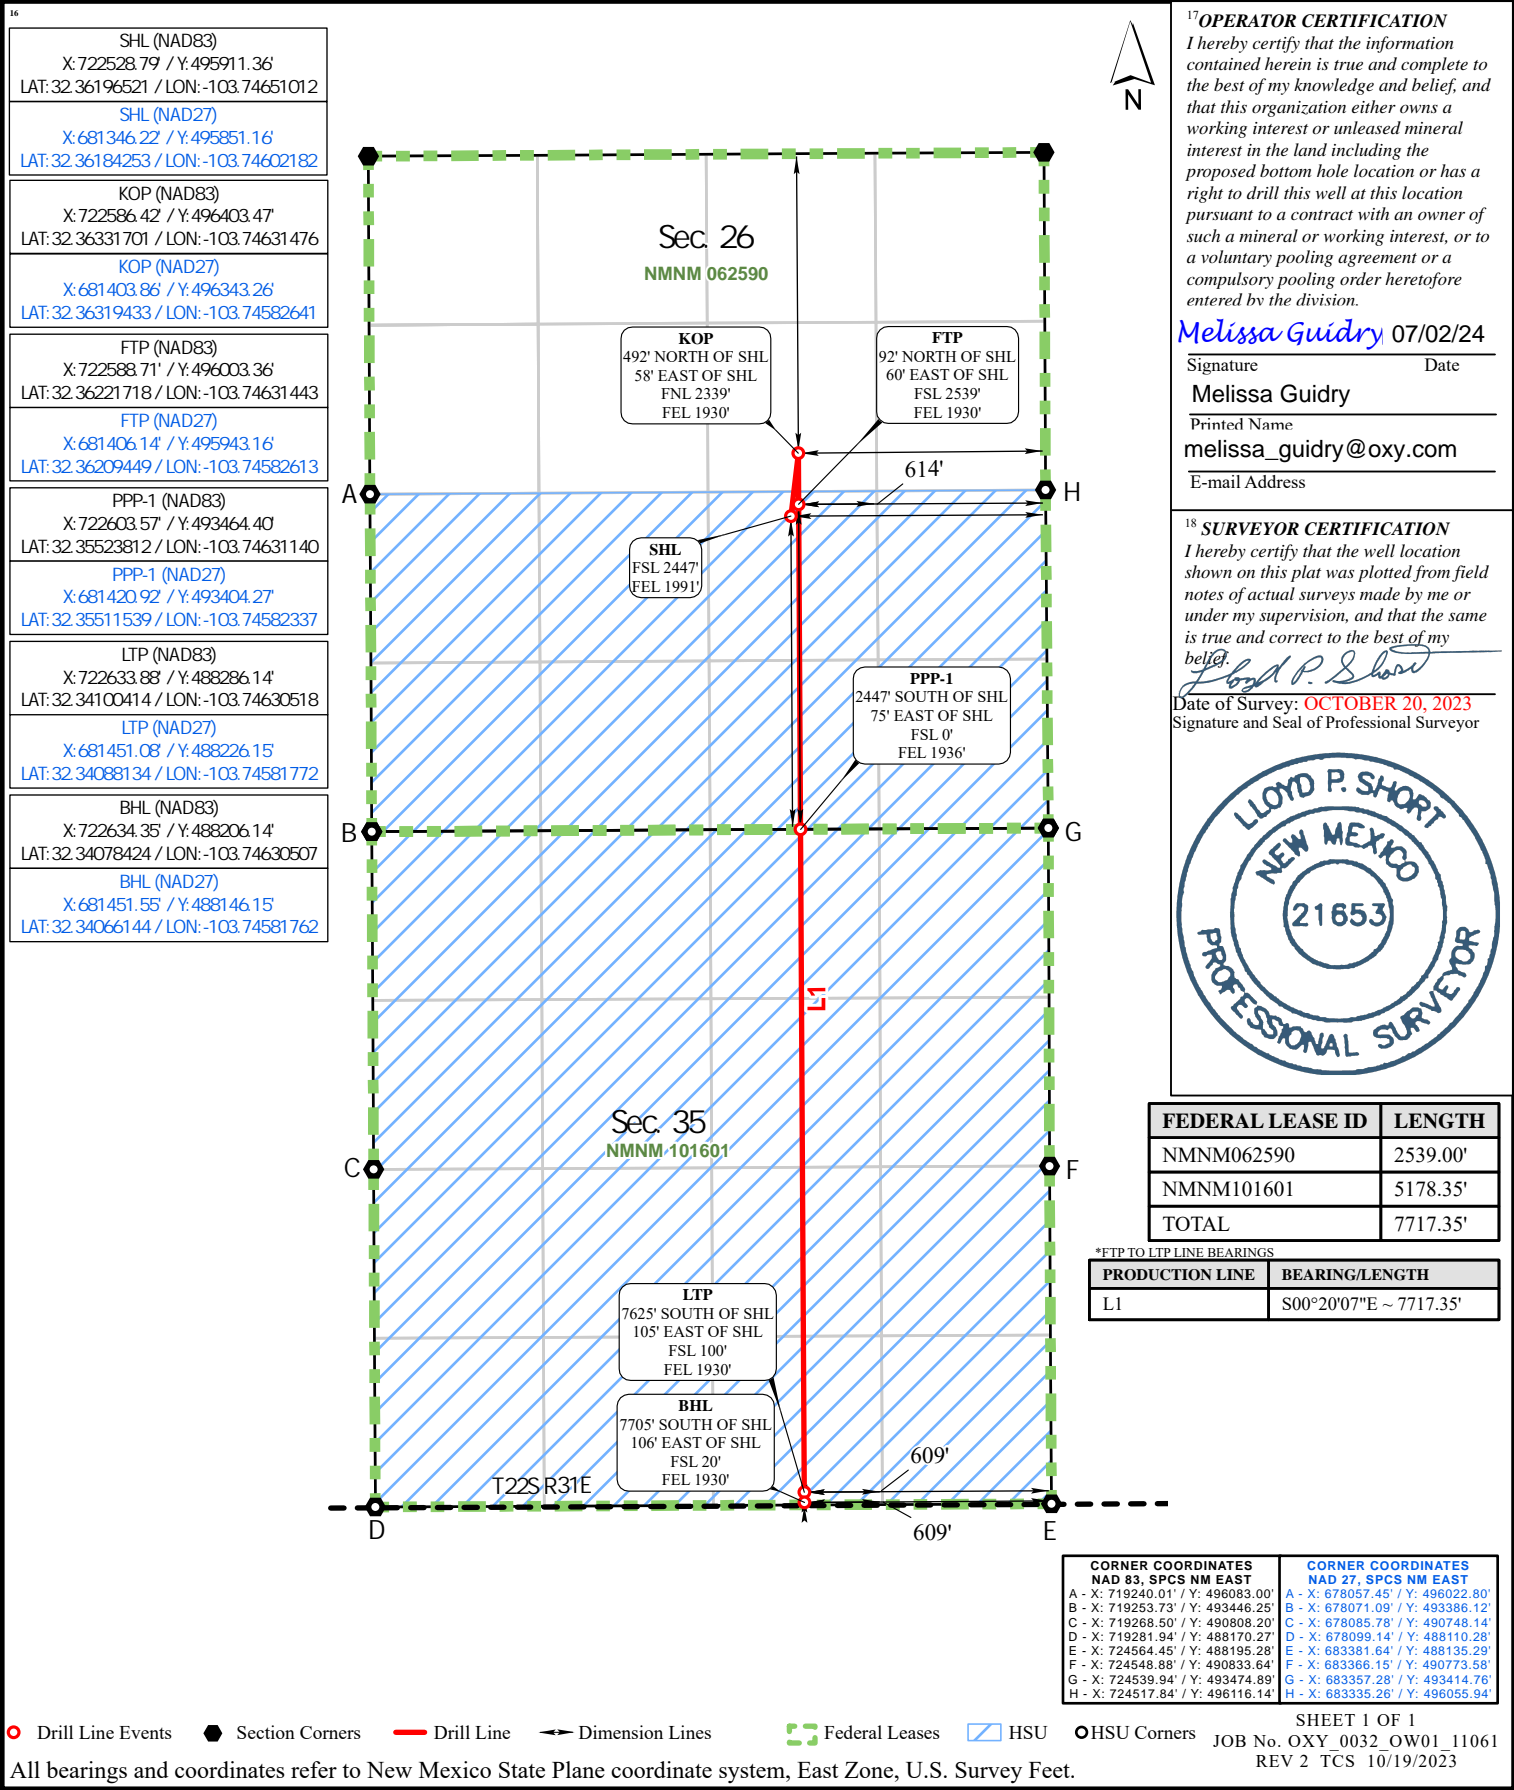 16
SHL (NAD83)
X:722528.79' / Y:495911.36'
LAT:32.36196521 / LON:-103.74651012
SHL (NAD27)
X:681346.22' / Y:495851.16'
LAT:32.36184253 / LON:-103.74602182
KOP (NAD83)
X:722586.42' / Y:496403.47'
LAT:32.36331701 / LON:-103.74631476
KOP (NAD27)
X:681403.86' / Y:496343.26'
LAT:32.36319433 / LON:-103.74582641
FTP (NAD83)
X:722588.71' / Y:496003.36'
LAT:32.36221718 / LON:-103.74631443
FTP (NAD27)
X:681406.14' / Y:495943.16'
LAT:32.36209449 / LON:-103.74582613
PPP-1 (NAD83)
X:722603.57' / Y:493464.40'
LAT:32.35523812 / LON:-103.74631140
PPP-1 (NAD27)
X:681420.92' / Y:493404.27'
LAT:32.35511539 / LON:-103.74582337
LTP (NAD83)
X:722633.88' / Y:488286.14'
LAT:32.34100414 / LON:-103.74630518
LTP (NAD27)
X:681451.08' / Y:488226.15'
LAT:32.34088134 / LON:-103.74581772
BHL (NAD83)
X:722634.35' / Y:488206.14'
LAT:32.34078424 / LON:-103.74630507
BHL (NAD27)
X:681451.55' / Y:488146.15'
LAT:32.34066144 / LON:-103.74581762
N
Sec. 26
NMNM 062590
KOP
492' NORTH OF SHL
58' EAST OF SHL
FNL 2339'
FEL 1930'
FTP
92' NORTH OF SHL
60' EAST OF SHL
FSL 2539'
FEL 1930'
614'
A
H
SHL
FSL 2447'
FEL 1991'
PPP-1
2447' SOUTH OF SHL
75' EAST OF SHL
FSL 0'
FEL 1936'
B
G
L1
Sec. 35
NMNM 101601
C
F
LTP
7625' SOUTH OF SHL
105' EAST OF SHL
FSL 100'
FEL 1930'
BHL
7705' SOUTH OF SHL
106' EAST OF SHL
FSL 20'
FEL 1930'
609'
T22S R31E
D
609'
E
17 OPERATOR CERTIFICATION
I hereby certify that the information
contained herein is true and complete to
the best of my knowledge and belief, and
that this organization either owns a
working interest or unleased mineral
interest in the land including the
proposed bottom hole location or has a
right to drill this well at this location
pursuant to a contract with an owner of
such a mineral or working interest, or to
a voluntary pooling agreement or a
compulsory pooling order heretofore
entered by the division.
Melissa Guidry 07/02/24
Signature Date
Melissa Guidry
Printed Name
melissa_guidry@oxy.com
E-mail Address
18 SURVEYOR CERTIFICATION
I hereby certify that the well location
shown on this plat was plotted from field
notes of actual surveys made by me or
under my supervision, and that the same
is true and correct to the best of my
belief.
Lloyd P. Short
Date of Survey: OCTOBER 20, 2023
Signature and Seal of Professional Surveyor
LLOYD P. SHORT
NEW MEXICO
21653
PROFESSIONAL SURVEYOR
FEDERAL LEASE ID LENGTH
NMNM062590 2539.00'
NMNM101601 5178.35'
TOTAL 7717.35'
*FTP TO LTP LINE BEARINGS
PRODUCTION LINE BEARING/LENGTH
L1 S00°20'07"E ~ 7717.35'
CORNER COORDINATES
NAD 83, SPCS NM EAST
A - X: 719240.01' / Y: 496083.00'
B - X: 719253.73' / Y: 493446.25'
C - X: 719268.50' / Y: 490808.20'
D - X: 719281.94' / Y: 488170.27'
E - X: 724564.45' / Y: 488195.28'
F - X: 724548.88' / Y: 490833.64'
G - X: 724539.94' / Y: 493474.89'
H - X: 724517.84' / Y: 496116.14'
CORNER COORDINATES
NAD 27, SPCS NM EAST
A - X: 678057.45' / Y: 496022.80'
B - X: 678071.09' / Y: 493386.12'
C - X: 678085.78' / Y: 490748.14'
D - X: 678099.14' / Y: 488110.28'
E - X: 683381.64' / Y: 488135.29'
F - X: 683366.15' / Y: 490773.58'
G - X: 683357.28' / Y: 493414.76'
H - X: 683335.26' / Y: 496055.94'
Drill Line Events Section Corners Drill Line Dimension Lines Federal Leases HSU HSU Corners
SHEET 1 OF 1
JOB No. OXY_0032_OW01_11061
REV 2 TCS 10/19/2023
All bearings and coordinates refer to New Mexico State Plane coordinate system, East Zone, U.S. Survey Feet.